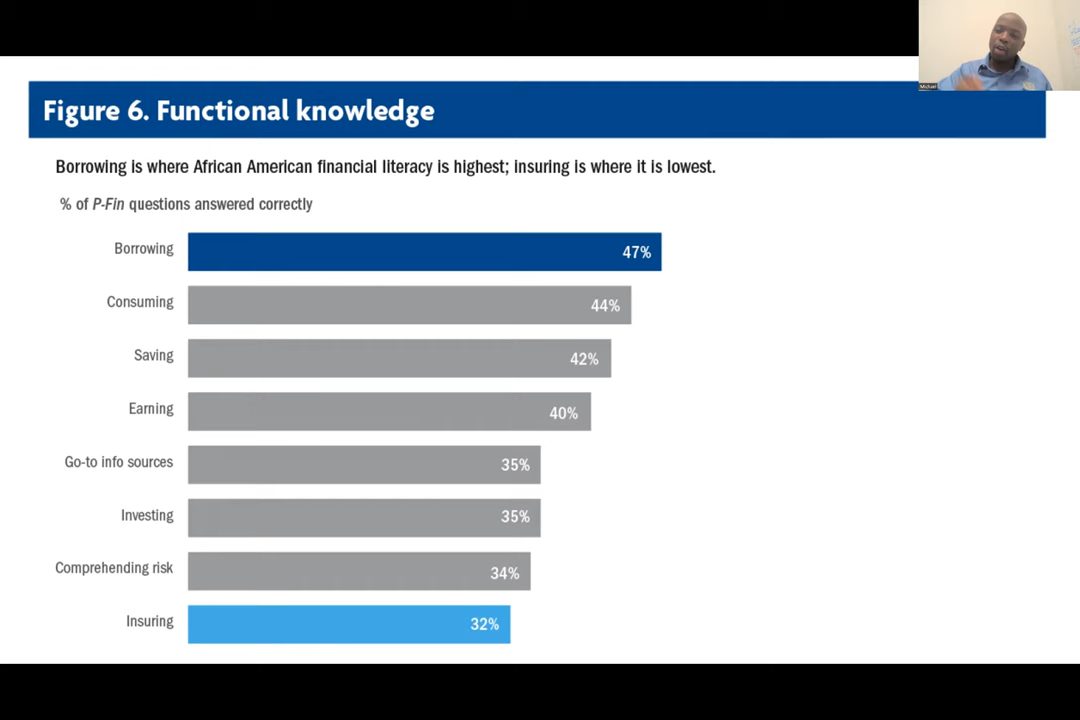 Michael
Figure 6. Functional knowledge
Borrowing is where African American financial literacy is highest; insuring is where it is lowest.
% of P-Fin questions answered correctly
Borrowing 47%
Consuming 44%
Saving 42%
Earning 40%
Go-to info sources 35%
Investing 35%
Comprehending risk 34%
Insuring 32%